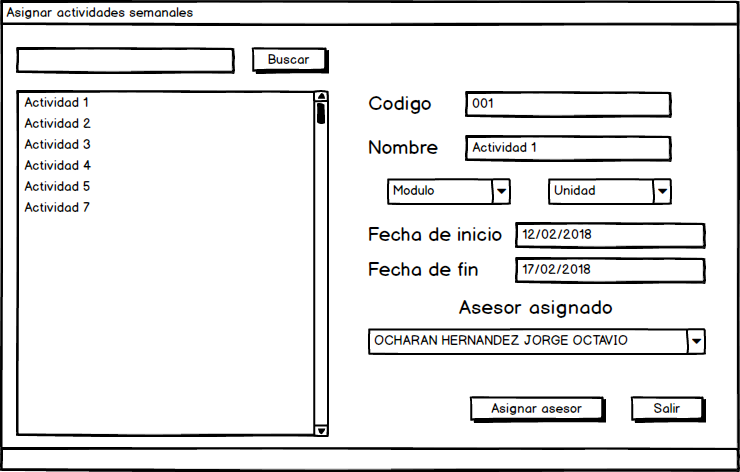 Asignar actividades semanales
Buscar
Actividad 1
Actividad 2
Actividad 3
Actividad 4
Actividad 5
Actividad 7
Codigo 001
Nombre Actividad 1
Modulo Unidad
Fecha de inicio 12/02/2018
Fecha de fin 17/02/2018
Asesor asignado
OCHARAN HERNANDEZ JORGE OCTAVIO
Asignar asesor Salir